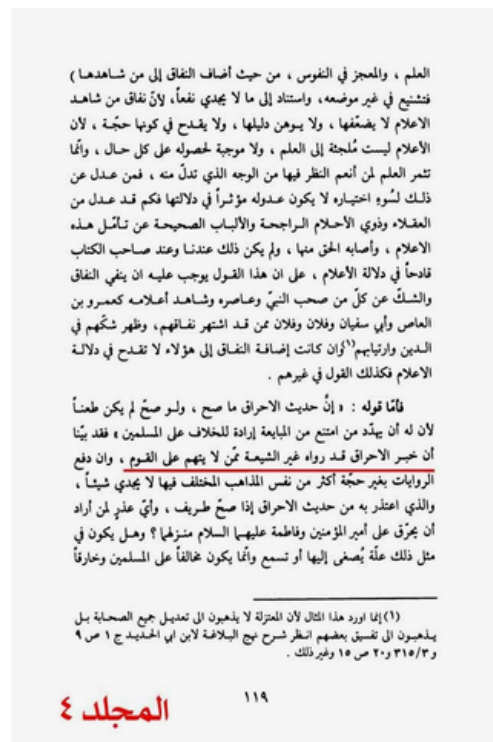 العلم ، والمعجز في النفوس ، من حيث أضاف النفاق إلى من شاهدها )
فتشنيع في غير موضعه، واستناد إلى ما لا يجدي نفعاً، لأنّ نفاق من شاهد
الاعلام لا يضعّفها ، ولا يوهن دليلها ، ولا يقدح في كونها حجّة ، لأن
الأعلام ليست مُلجئة إلى العلم ، ولا موجبة لحصوله على كل حال ، وانّما
تثمر العلم لمن أنعم النظر فيها من الوجه الذي تدلّ منه ، فمن عدل عن
ذلك لسُوءِ اختياره لا يكون عدوله مؤثراً في دلالتها فكم قد عدل من
العقلاء وذوي الأحلام الراجحة والألباب الصحيحة عن تأمّل هذه
الاعلام ، وأصابه الحق منها ، ولم يكن ذلك عندنا وعند صاحب الكتاب
قادحاً في دلالة الأعلام ، على ان هذا القول يوجب عليه ان ينفي النفاق
والشكّ عن كلّ من صحب النبيّ وعاصره وشاهد أعلامه كعمرو بن
العاص وأبي سفيان وفلان وفلان ممن قد اشتهر نفاقهم، وظهر شكّهم في
الدين وارتيابهم(١) وإن كانت إضافة النفاق إلى هؤلاء لا تقدح في دلالة
الاعلام فكذلك القول في غيرهم .
فأمّا قوله : « إنّ حديث الاحراق ما صح ، ولو صحّ لم يكن طعناً
لأن له أن يهدّد من امتنع من المبايعة إرادة للخلاف على المسلمين » فقد بيّنا
أن خبر الاحراق قد رواه غير الشيعة ممّن لا يتهم على القوم ، وان دفع
الروايات بغير حجّة أكثر من نفس المذاهب المختلف فيها لا يجدي شيئاً ،
والذي اعتذر به من حديث الاحراق إذا صحّ طريف ، وأيّ عذرٍ لمن أراد
أن يحرّق على أمير المؤمنين وفاطمة عليهما السلام منزلهما ؟ وهل يكون في
مثل ذلك علّة يُصغى إليها أو تسمع وانّما يكون مخالفاً على المسلمين وخارقاً
(١) إنما اورد هذا المثال لأن المعتزلة لا يذهبون الى تعديل جميع الصحابة بل
يذهبون الى تفسيق بعضهم انظر شرح نهج البلاغة لابن ابي الحديد ج ١ ص ٩
و٣١٥/٣ و٢٠ ص ١٥ وغير ذلك .
١١٩
المجلد ٤